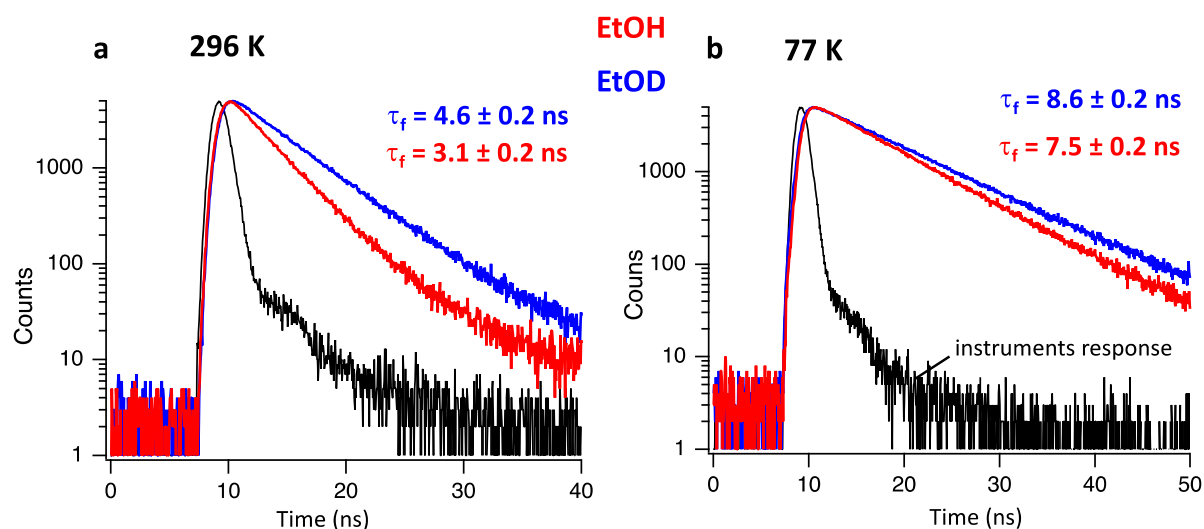 EtOH
EtOD
a
296 K
τf = 4.6 ± 0.2 ns
τf = 3.1 ± 0.2 ns
Counts
1000
100
10
1
0
10
20
30
40
Time (ns)
b
77 K
τf = 8.6 ± 0.2 ns
τf = 7.5 ± 0.2 ns
instruments response
Couns
1000
100
10
1
0
10
20
30
40
50
Time (ns)